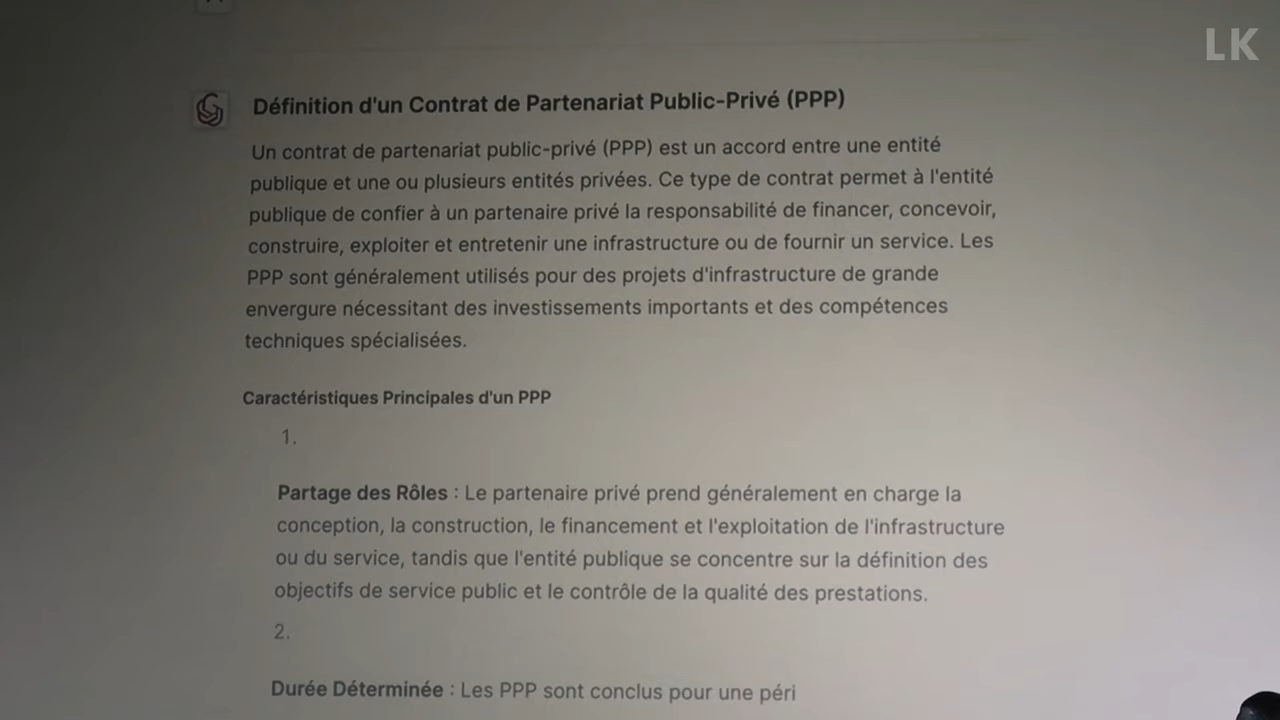 LK
Définition d'un Contrat de Partenariat Public-Privé (PPP)
Un contrat de partenariat public-privé (PPP) est un accord entre une entité
publique et une ou plusieurs entités privées. Ce type de contrat permet à l'entité
publique de confier à un partenaire privé la responsabilité de financer, concevoir,
construire, exploiter et entretenir une infrastructure ou de fournir un service. Les
PPP sont généralement utilisés pour des projets d'infrastructure de grande
envergure nécessitant des investissements importants et des compétences
techniques spécialisées.
Caractéristiques Principales d'un PPP
1.
Partage des Rôles : Le partenaire privé prend généralement en charge la
conception, la construction, le financement et l'exploitation de l'infrastructure
ou du service, tandis que l'entité publique se concentre sur la définition des
objectifs de service public et le contrôle de la qualité des prestations.
2.
Durée Déterminée : Les PPP sont conclus pour une péri